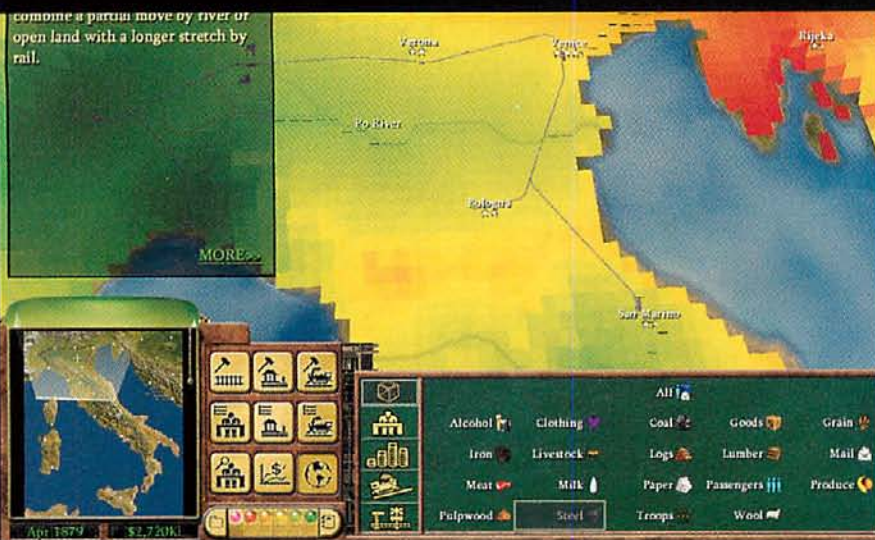 combine a partial move by river or
open land with a longer stretch by
rail.
MORE>>
Verona
Venice
Rijeka
Po River
Bologna
San Marino
All
Alcohol Clothing Coal Goods Grain
Iron Livestock Logs Lumber Mail
Meat Milk Paper Passengers Produce
Pulpwood Steel Troops Wool
Apr 1879 $2,720K